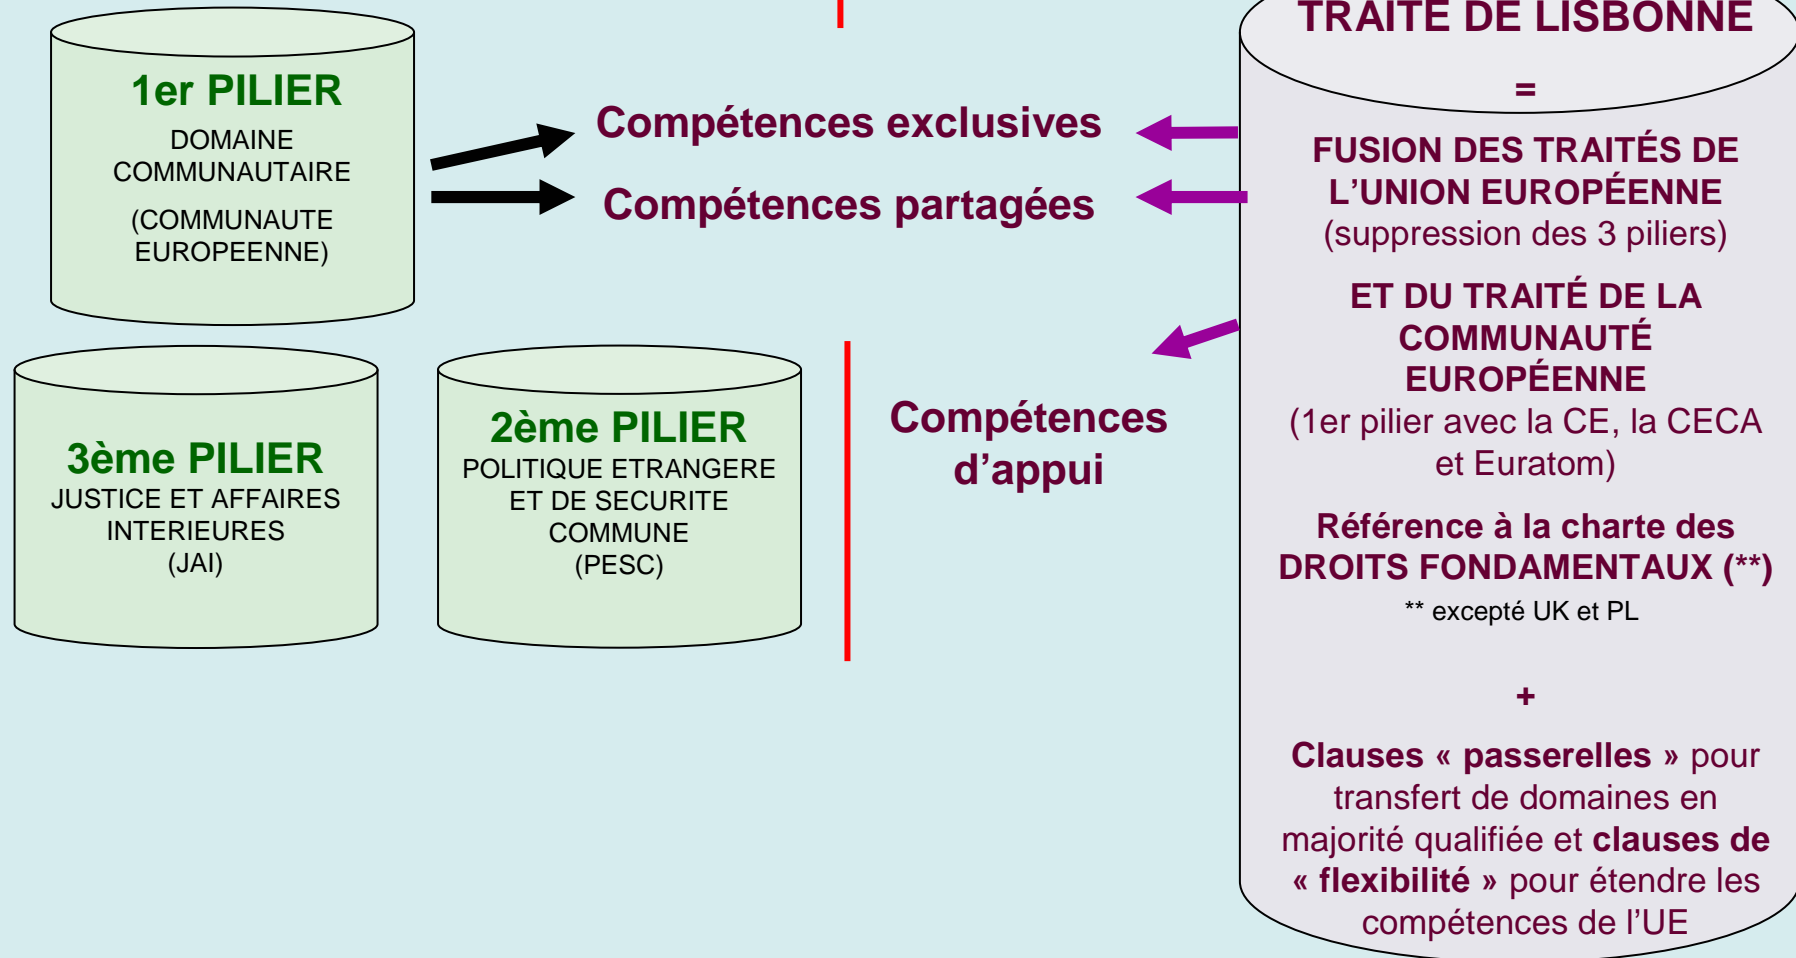 1er PILIER
DOMAINE
COMMUNAUTAIRE
(COMMUNAUTE
EUROPEENNE)
Compétences exclusives
Compétences partagées
3ème PILIER
JUSTICE ET AFFAIRES
INTERIEURES
(JAI)
2ème PILIER
POLITIQUE ETRANGERE
ET DE SECURITE
COMMUNE
(PESC)
Compétences
d’appui
TRAITÉ DE LISBONNE
=
FUSION DES TRAITÉS DE
L’UNION EUROPÉENNE
(suppression des 3 piliers)
ET DU TRAITÉ DE LA
COMMUNAUTÉ
EUROPÉENNE
(1er pilier avec la CE, la CECA
et Euratom)
Référence à la charte des
DROITS FONDAMENTAUX (**)
** excepté UK et PL
+
Clauses « passerelles » pour
transfert de domaines en
majorité qualifiée et clauses de
« flexibilité » pour étendre les
compétences de l’UE